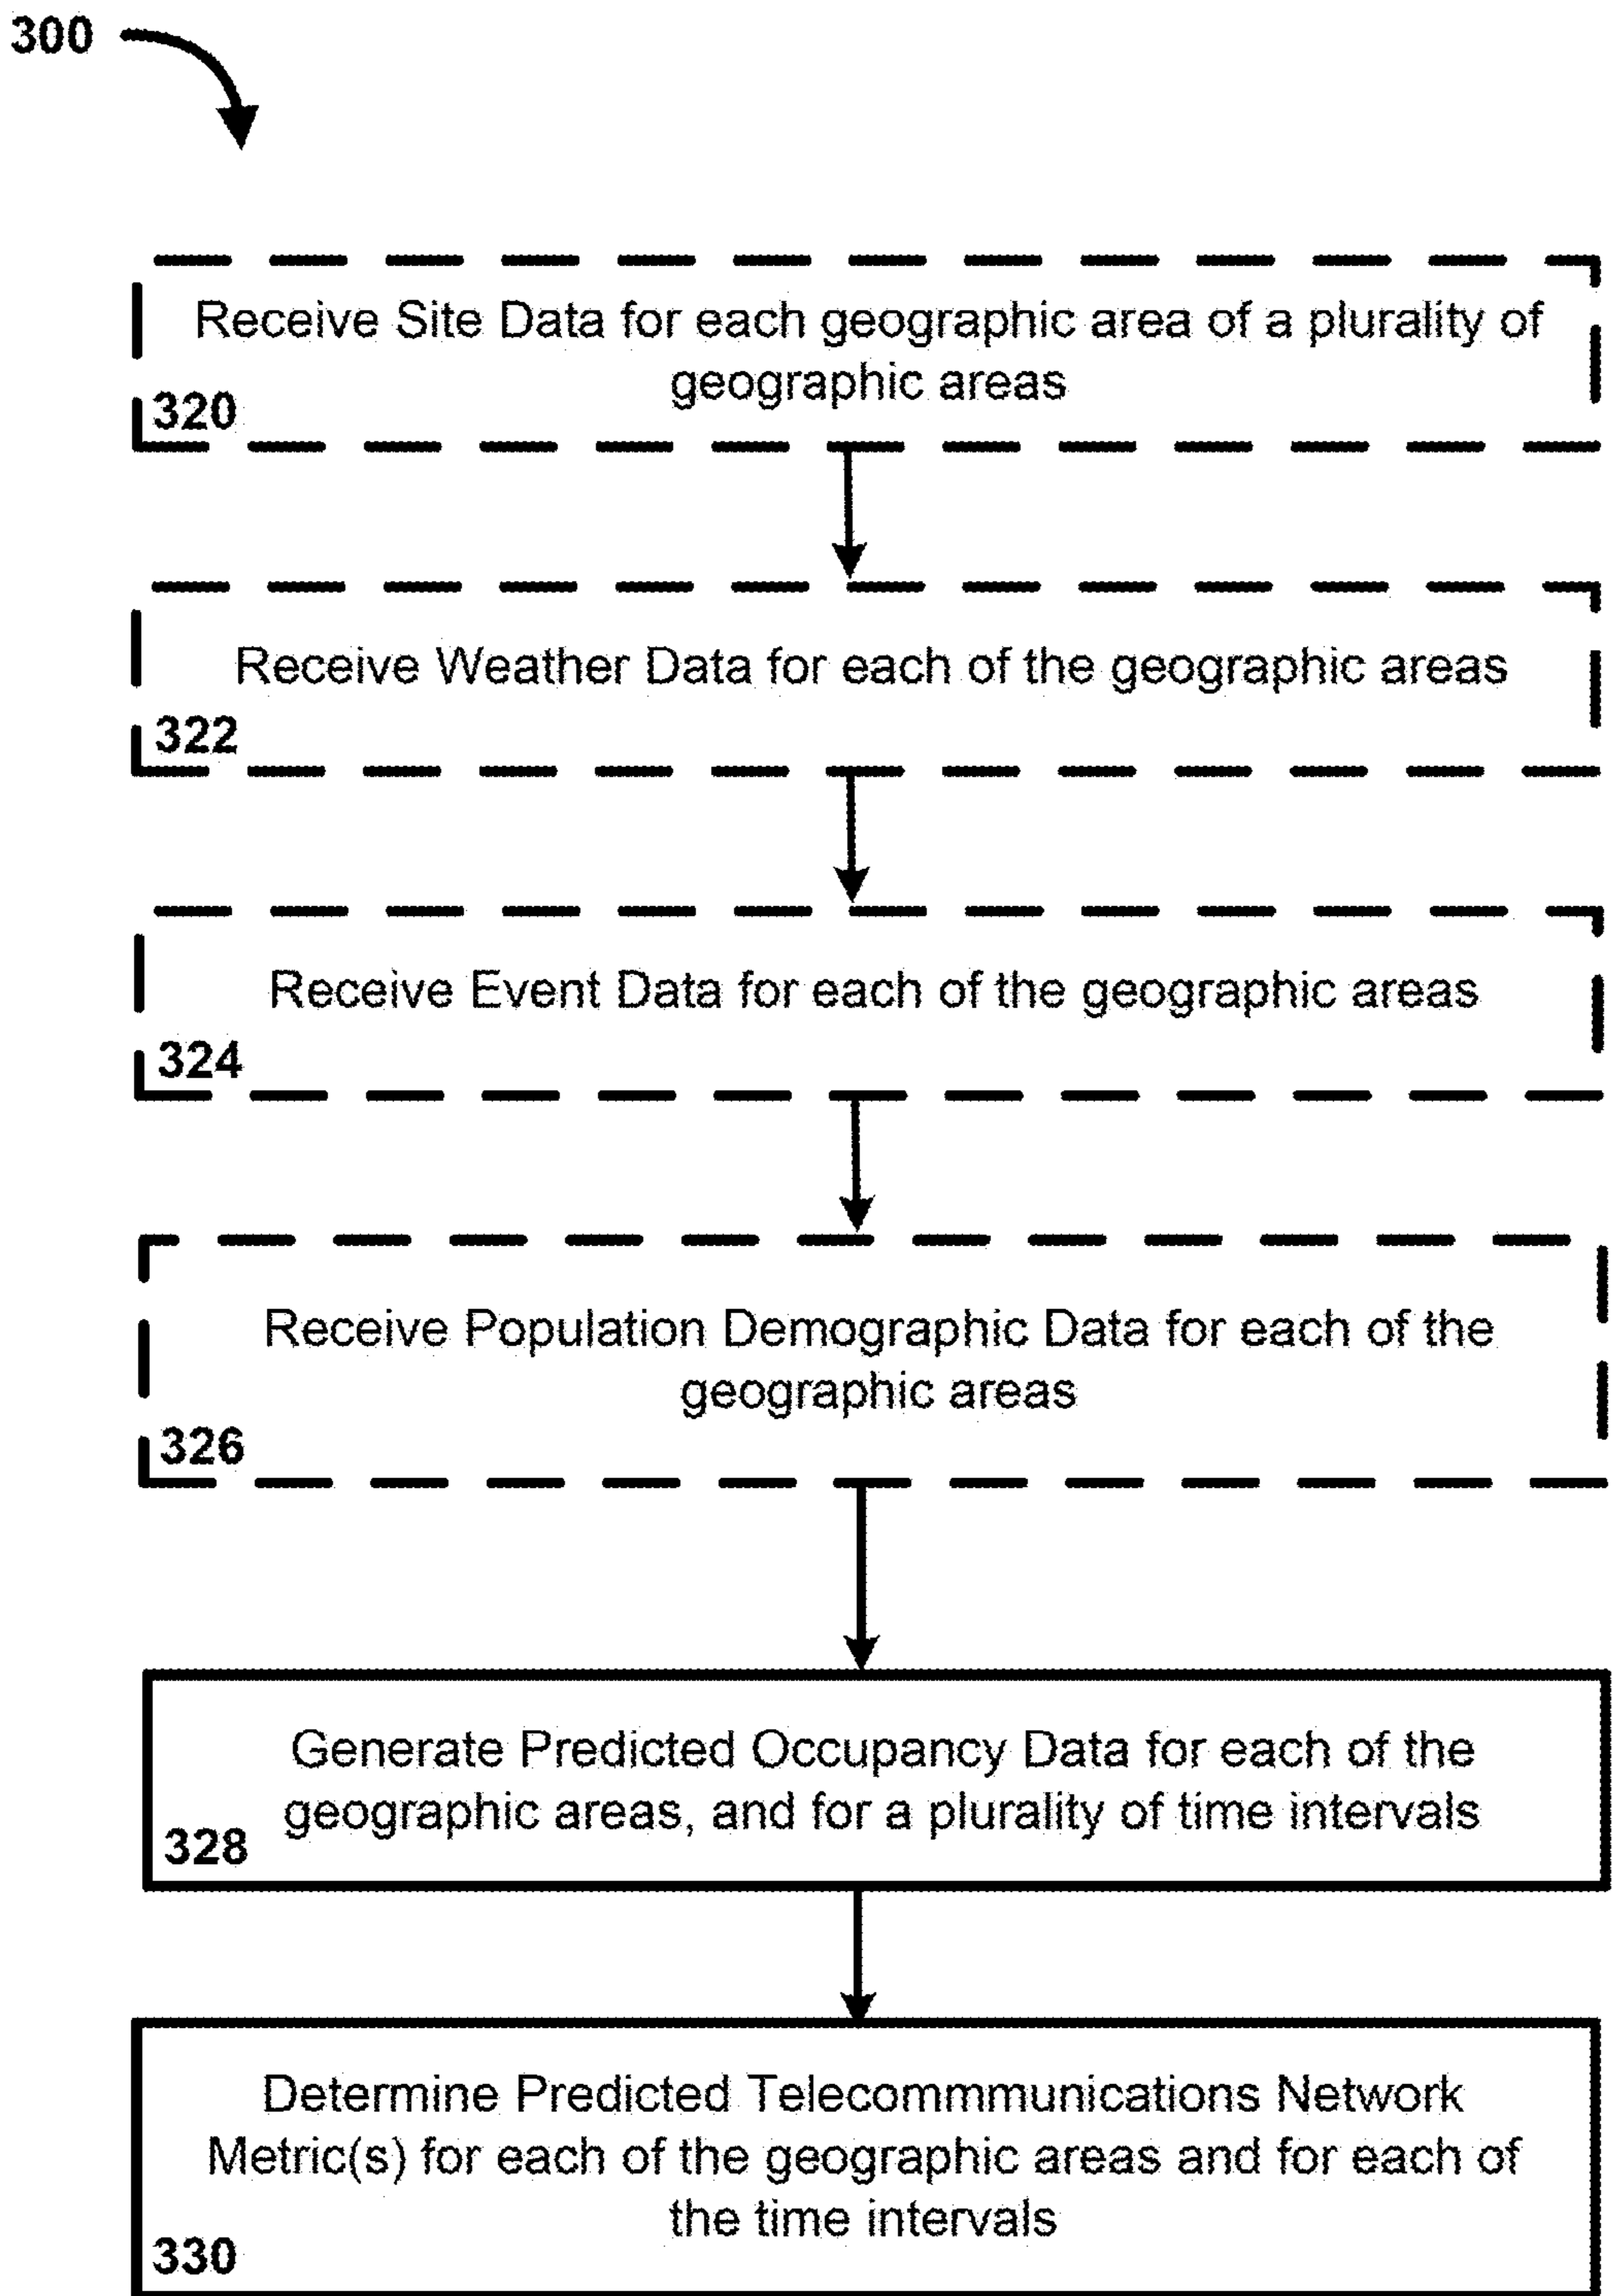 300
Receive Site Data for each geographic area of a plurality of
geographic areas
320
Receive Weather Data for each of the geographic areas
322
Receive Event Data for each of the geographic areas
324
Receive Population Demographic Data for each of the
geographic areas
326
Generate Predicted Occupancy Data for each of the
geographic areas, and for a plurality of time intervals
328
Determine Predicted Telecommmunications Network
Metric(s) for each of the geographic areas and for each of
the time intervals
330